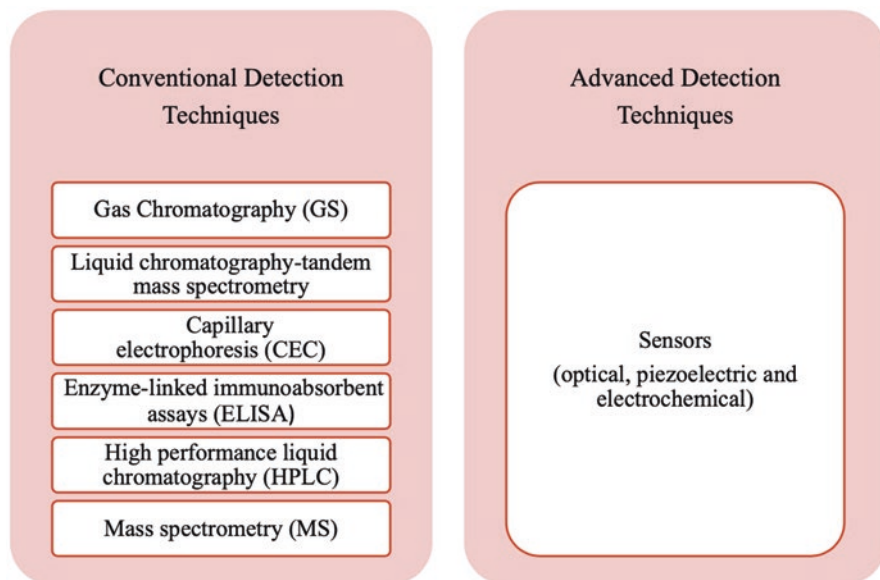 Conventional Detection
Techniques
Gas Chromatography (GS)
Liquid chromatography-tandem
mass spectrometry
Capillary
electrophoresis (CEC)
Enzyme-linked immunoabsorbent
assays (ELISA)
High performance liquid
chromatography (HPLC)
Mass spectrometry (MS)
Advanced Detection
Techniques
Sensors
(optical, piezoelectric and
electrochemical)